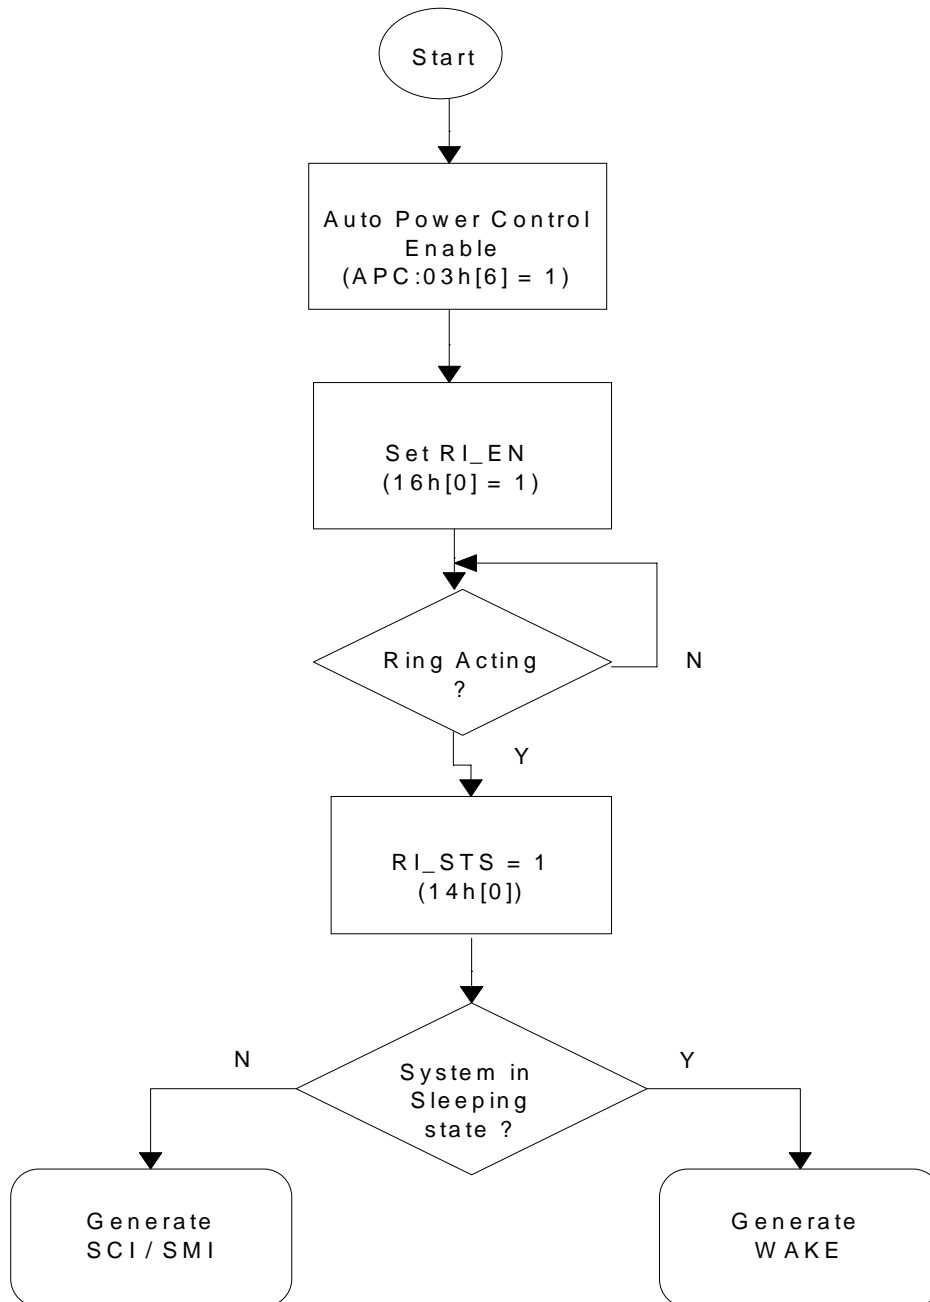 Start
Auto Power Control
Enable
(APC:03h[6] = 1)
Set RI_EN
(16h[0] = 1)
Ring Acting
?
N
Y
RI_STS = 1
(14h[0])
N
System in
Sleeping
state ?
Y
Generate
SCI / SMI
Generate
WAKE